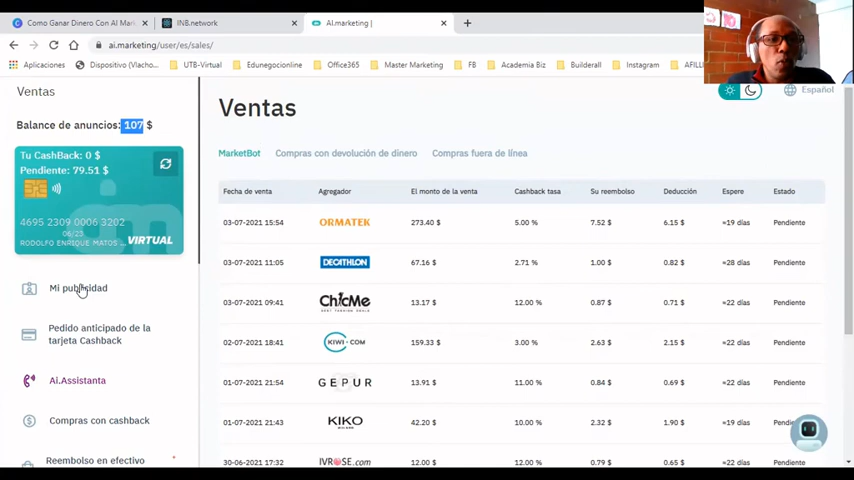 Como Ganar Dinero Con AI Mark
INB.network
AI.marketing |
ai.marketing/user/es/sales/
Aplicaciones
Dispositivo (Vlacho...
UTB-Virtual
Edunegocionline
Office365
Master Marketing
FB
Academia Biz
Builderall
Instagram
AFILI
Ventas
Balance de anuncios: 107 $
Tu CashBack: 0 $
Pendiente: 79.51 $
4695 2309 0006 3202
06/23
RODOLFO ENRIQUE MATOS ...
VIRTUAL
Mi publicidad
Pedido anticipado de la
tarjeta Cashback
Ai.Assistanta
Compras con cashback
Reembolso en efectivo
Español
Ventas
MarketBot Compras con devolución de dinero Compras fuera de línea
Fecha de venta Agregador El monto de la venta Cashback tasa Su reembolso Deducción Espere Estado
03-07-2021 15:54 ORMATEK 273.40 $ 5.00 % 7.52 $ 6.15 $ ≈19 días Pendiente
03-07-2021 11:05 DECATHLON 67.16 $ 2.71 % 1.00 $ 0.82 $ ≈28 días Pendiente
03-07-2021 09:41 ChicMe 13.17 $ 12.00 % 0.87 $ 0.71 $ ≈22 días Pendiente
02-07-2021 18:41 KIWI.COM 159.33 $ 3.00 % 2.63 $ 2.15 $ ≈22 días Pendiente
01-07-2021 21:54 GEPUR 13.91 $ 11.00 % 0.84 $ 0.69 $ ≈22 días Pendiente
01-07-2021 21:43 KIKO 42.20 $ 10.00 % 2.32 $ 1.90 $ ≈19 días Pendiente
30-06-2021 17:32 IVROSE.com 12.00 $ 12.00 % 0.79 $ 0.65 $ ≈22 días Pendiente